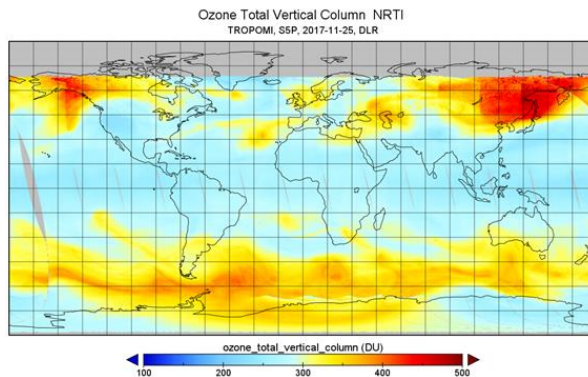 Ozone Total Vertical Column NRTI
TROPOMI, S5P, 2017-11-25, DLR
ozone_total_vertical_column (DU)
100 200 300 400 500